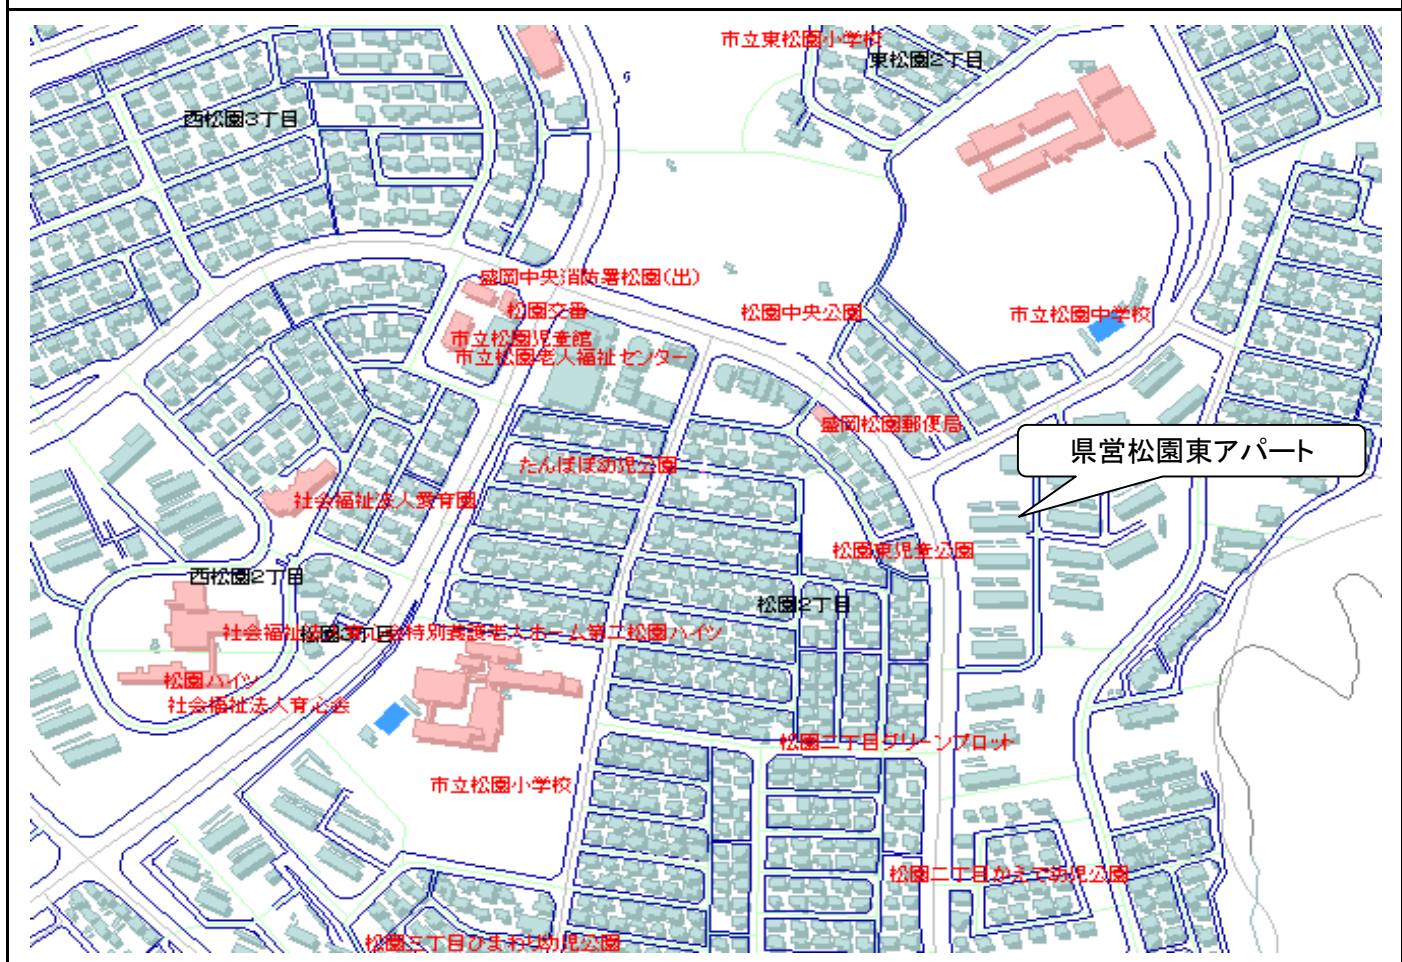 市立東松園小学校
東松園2丁目
西松園3丁目
盛岡中央消防署松園(出)
松園交番
松園中央公園
市立松園中学校
市立松園児童館
市立松園老人福祉センター
盛岡松園郵便局
県営松園東アパート
たんぽぽ幼児公園
社会福祉法人愛育園
松園東児童公園
西松園2丁目
松園2丁目
松園3丁目
特別養護老人ホーム第二松園ハイツ
松園ハイツ
社会福祉法人育心会
松園二丁目グリーンプロット
市立松園小学校
松園二丁目かえで幼児公園
松園三丁目ひまわり幼児公園